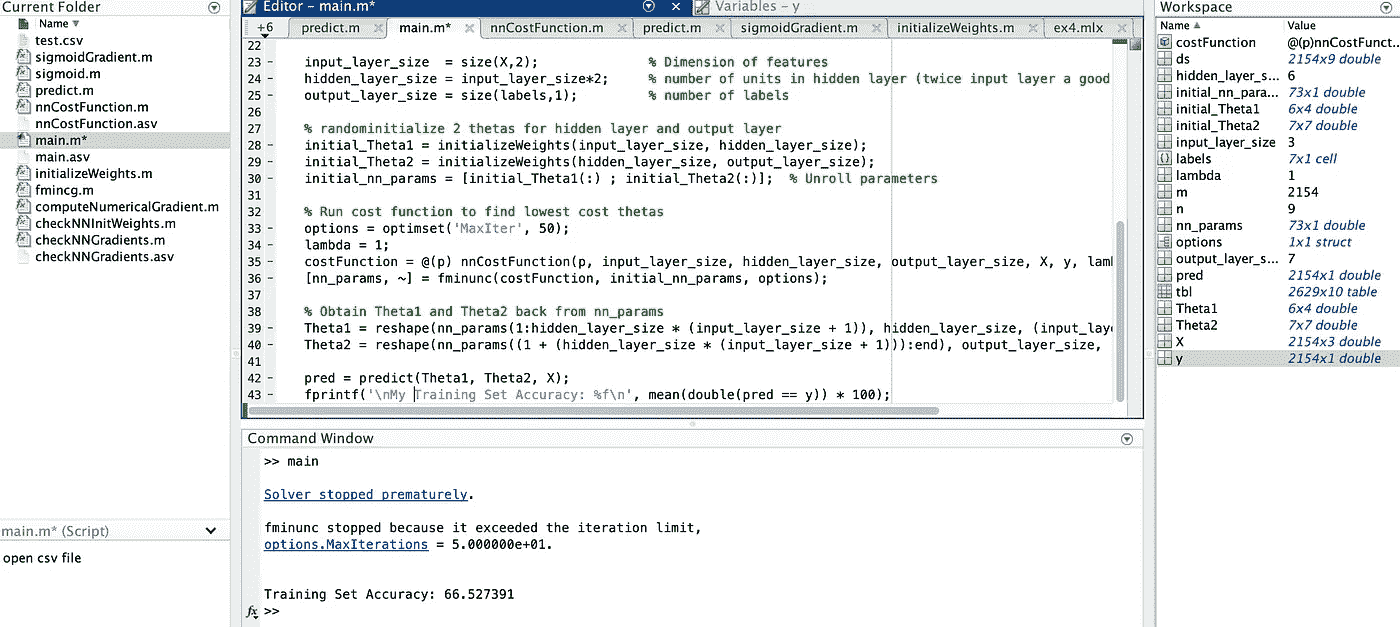 Current Folder
Name
test.csv
sigmoidGradient.m
sigmoid.m
predict.m
nnCostFunction.m
nnCostFunction.asv
main.m*
main.asv
initializeWeights.m
fmincg.m
computeNumericalGradient.m
checkNNInitWeights.m
checkNNGradients.m
checkNNGradients.asv
main.m* (Script)
open csv file
Editor – main.m*
Variables – y
+6 predict.m main.m* nnCostFunction.m predict.m sigmoidGradient.m initializeWeights.m ex4.mlx
22
23 – input_layer_size  = size(X,2);              % Dimension of features
24 – hidden_layer_size = input_layer_size*2;     % number of units in hidden layer (twice input layer a good
25 – output_layer_size = size(labels,1);         % number of labels
26
27 % randominitialize 2 thetas for hidden layer and output layer
28 – initial_Theta1 = initializeWeights(input_layer_size, hidden_layer_size);
29 – initial_Theta2 = initializeWeights(hidden_layer_size, output_layer_size);
30 – initial_nn_params = [initial_Theta1(:) ; initial_Theta2(:)];  % Unroll parameters
31
32 % Run cost function to find lowest cost thetas
33 – options = optimset('MaxIter', 50);
34 – lambda = 1;
35 – costFunction = @(p) nnCostFunction(p, input_layer_size, hidden_layer_size, output_layer_size, X, y, lam
36 – [nn_params, ~] = fminunc(costFunction, initial_nn_params, options);
37
38 % Obtain Theta1 and Theta2 back from nn_params
39 – Theta1 = reshape(nn_params(1:hidden_layer_size * (input_layer_size + 1)), hidden_layer_size, (input_lay
40 – Theta2 = reshape(nn_params((1 + (hidden_layer_size * (input_layer_size + 1))):end), output_layer_size,
41
42 – pred = predict(Theta1, Theta2, X);
43 – fprintf('\nMy Training Set Accuracy: %f\n', mean(double(pred == y)) * 100);
Command Window
>> main
Solver stopped prematurely.
fminunc stopped because it exceeded the iteration limit,
options.MaxIterations = 5.000000e+01.
Training Set Accuracy: 66.527391
fx >>
Workspace
Name Value
costFunction @(p)nnCostFunct...
ds 2154x9 double
hidden_layer_s... 6
initial_nn_para... 73x1 double
initial_Theta1 6x4 double
initial_Theta2 7x7 double
input_layer_size 3
labels 7x1 cell
lambda 1
m 2154
n 9
nn_params 73x1 double
options 1x1 struct
output_layer_s... 7
pred 2154x1 double
tbl 2629x10 table
Theta1 6x4 double
Theta2 7x7 double
X 2154x3 double
y 2154x1 double